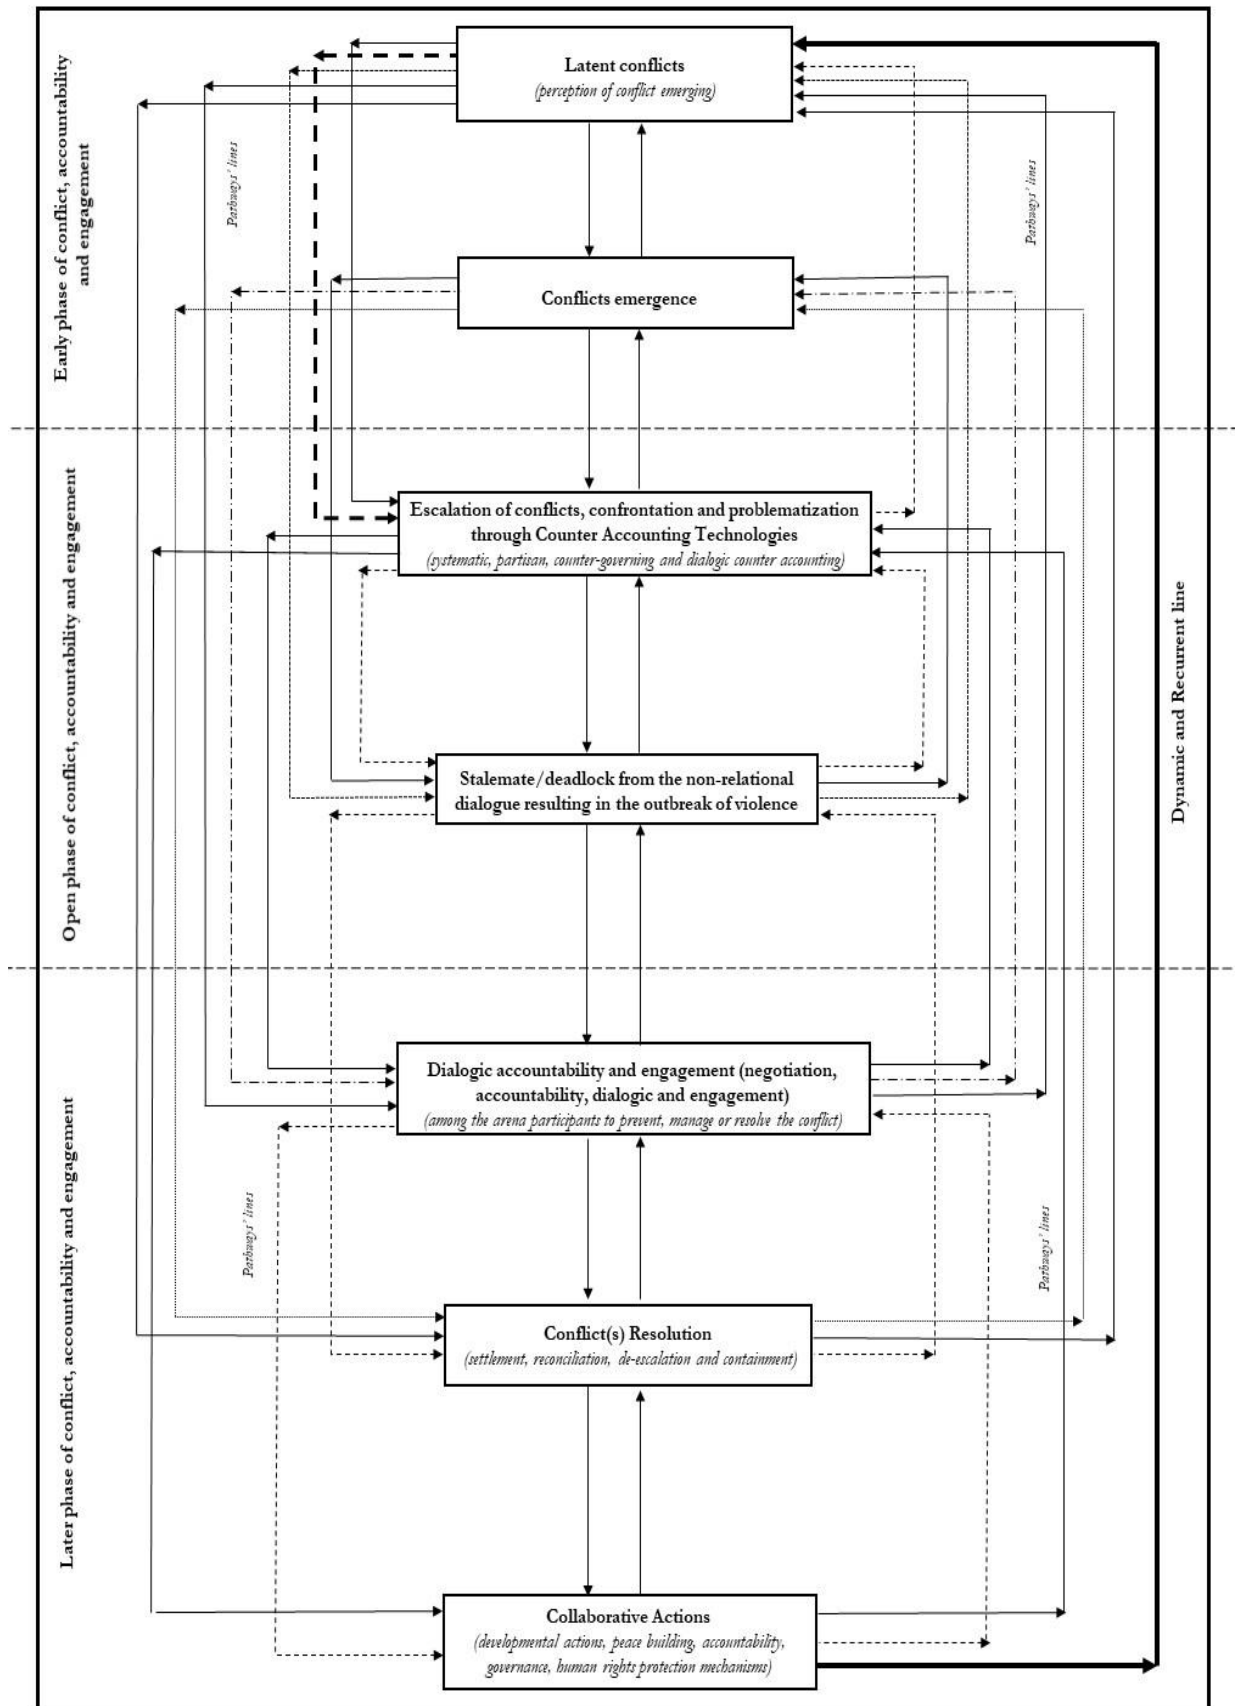 Early phase of conflict, accountability
and engagement
Latent conflicts
(perception of conflict emerging)
Pathways' lines
Pathways' lines
Conflicts emergence
Open phase of conflict, accountability and engagement
Escalation of conflicts, confrontation and problematization
through Counter Accounting Technologies
(systematic, partisan, counter-governing and dialogic counter accounting)
Dynamic and Recurrent line
Stalemate/deadlock from the non-relational
dialogue resulting in the outbreak of violence
Later phase of conflict, accountability and engagement
Dialogic accountability and engagement (negotiation,
accountability, dialogic and engagement)
(among the arena participants to prevent, manage or resolve the conflict)
Pathways' lines
Pathways' lines
Conflict(s) Resolution
(settlement, reconciliation, de-escalation and containment)
Collaborative Actions
(developmental actions, peace building, accountability,
governance, human rights protection mechanisms)